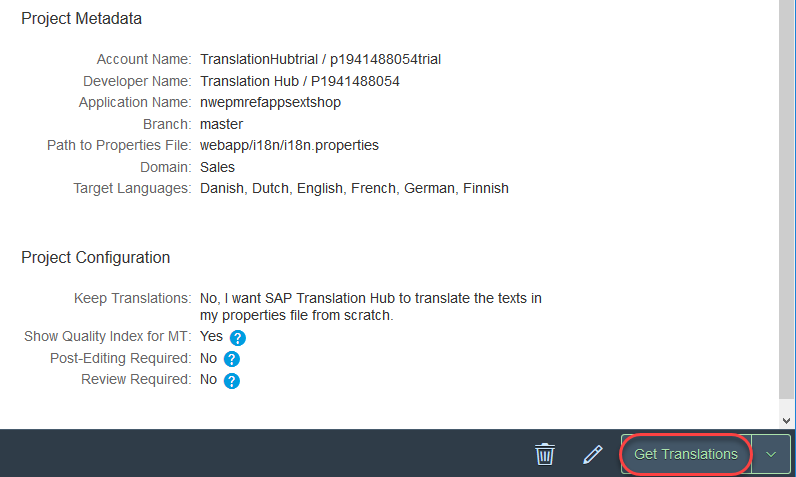 Project Metadata
Account Name: TranslationHubtrial / p1941488054trial
Developer Name: Translation Hub / P1941488054
Application Name: nwepmrefappsextshop
Branch: master
Path to Properties File: webapp/i18n/i18n.properties
Domain: Sales
Target Languages: Danish, Dutch, English, French, German, Finnish
Project Configuration
Keep Translations: No, I want SAP Translation Hub to translate the texts in
my properties file from scratch.
Show Quality Index for MT: Yes ?
Post-Editing Required: No ?
Review Required: No ?
Get Translations